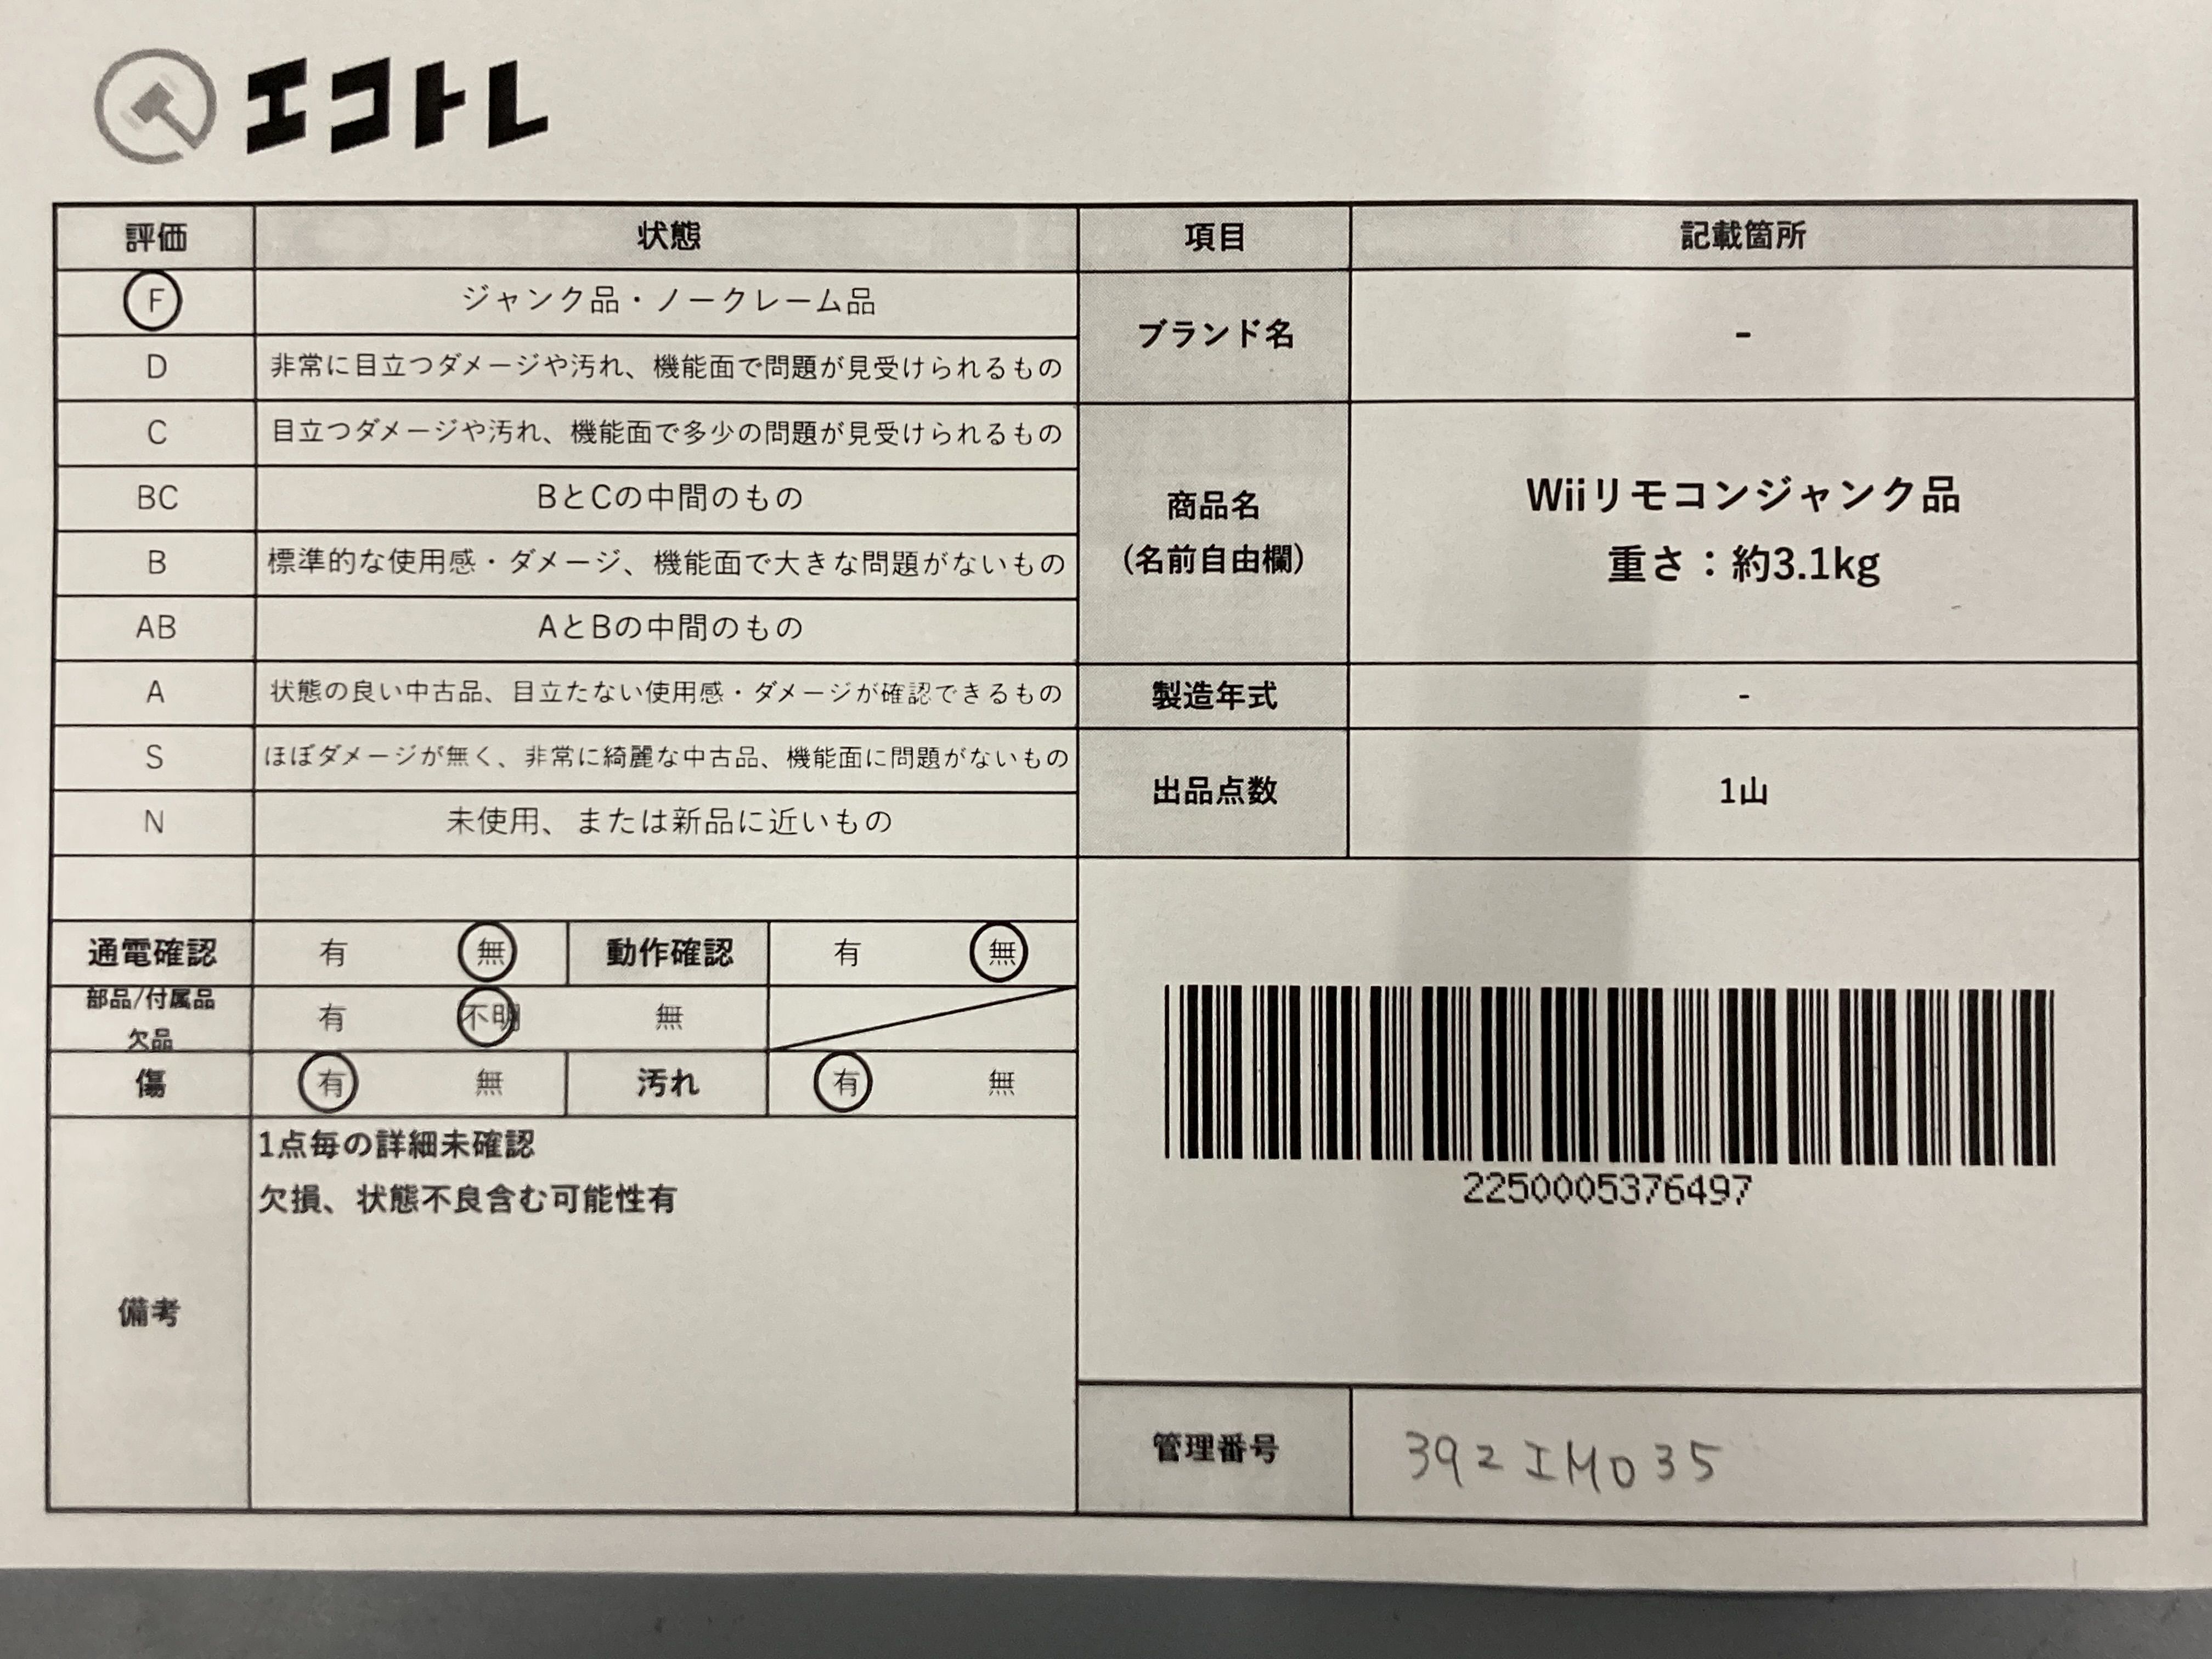 エコトレ
評価 状態 項目 記載箇所
F ジャンク品・ノークレーム品
ブランド名 -
D 非常に目立つダメージや汚れ、機能面で問題が見受けられるもの
C 目立つダメージや汚れ、機能面で多少の問題が見受けられるもの
BC BとCの中間のもの
商品名
(名前自由欄)
Wiiリモコンジャンク品
重さ：約3.1kg
B 標準的な使用感・ダメージ、機能面で大きな問題がないもの
AB AとBの中間のもの
A 状態の良い中古品、目立たない使用感・ダメージが確認できるもの
製造年式 -
S ほぼダメージが無く、非常に綺麗な中古品、機能面に問題がないもの
出品点数 1山
N 未使用、または新品に近いもの
通電確認 有 無 動作確認 有 無
部品/付属品
欠品
有 不明 無
傷 有 無 汚れ 有 無
備考
1点毎の詳細未確認
欠損、状態不良含む可能性有
2250005376497
管理番号 392IM035